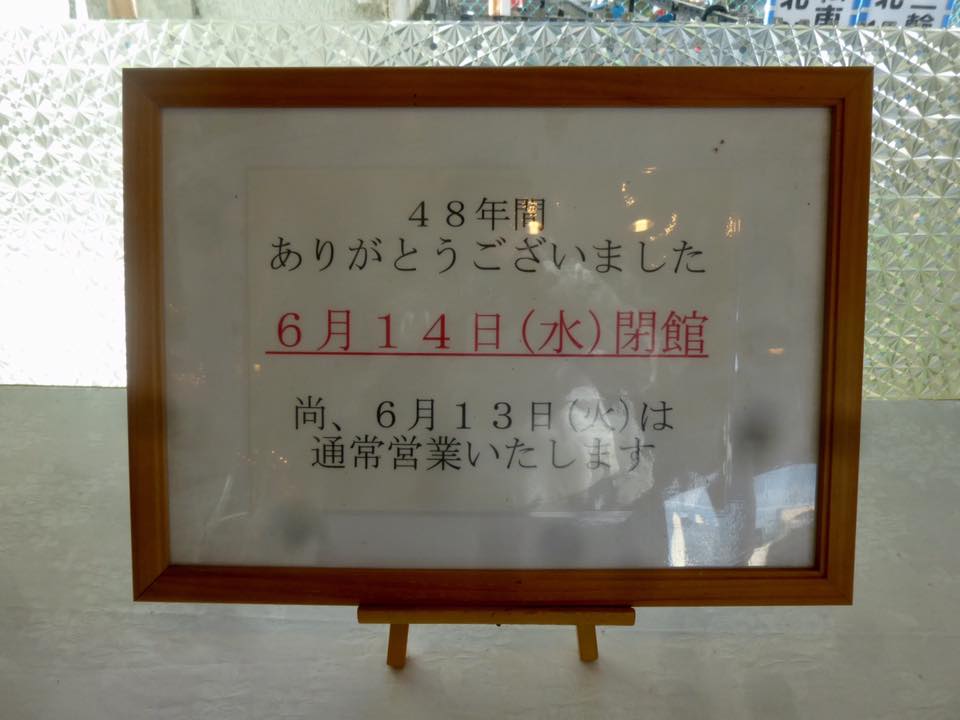 48年間
ありがとうございました
6月14日(水)閉館
尚、6月13日(火)は
通常営業いたします